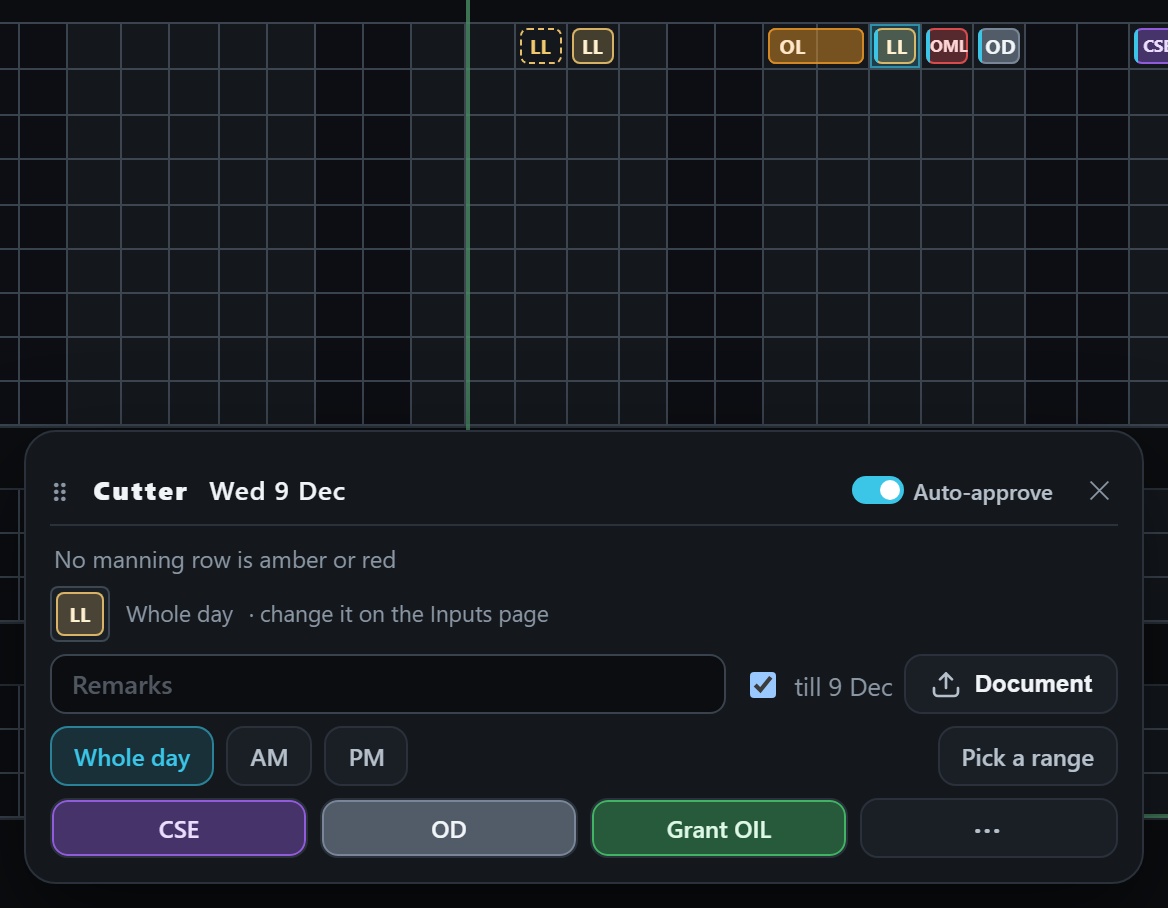 LL LL OL LL OML OD CSE
Cutter Wed 9 Dec Auto-approve
No manning row is amber or red
LL Whole day · change it on the Inputs page
Remarks till 9 Dec Document
Whole day AM PM Pick a range
CSE OD Grant OIL ...